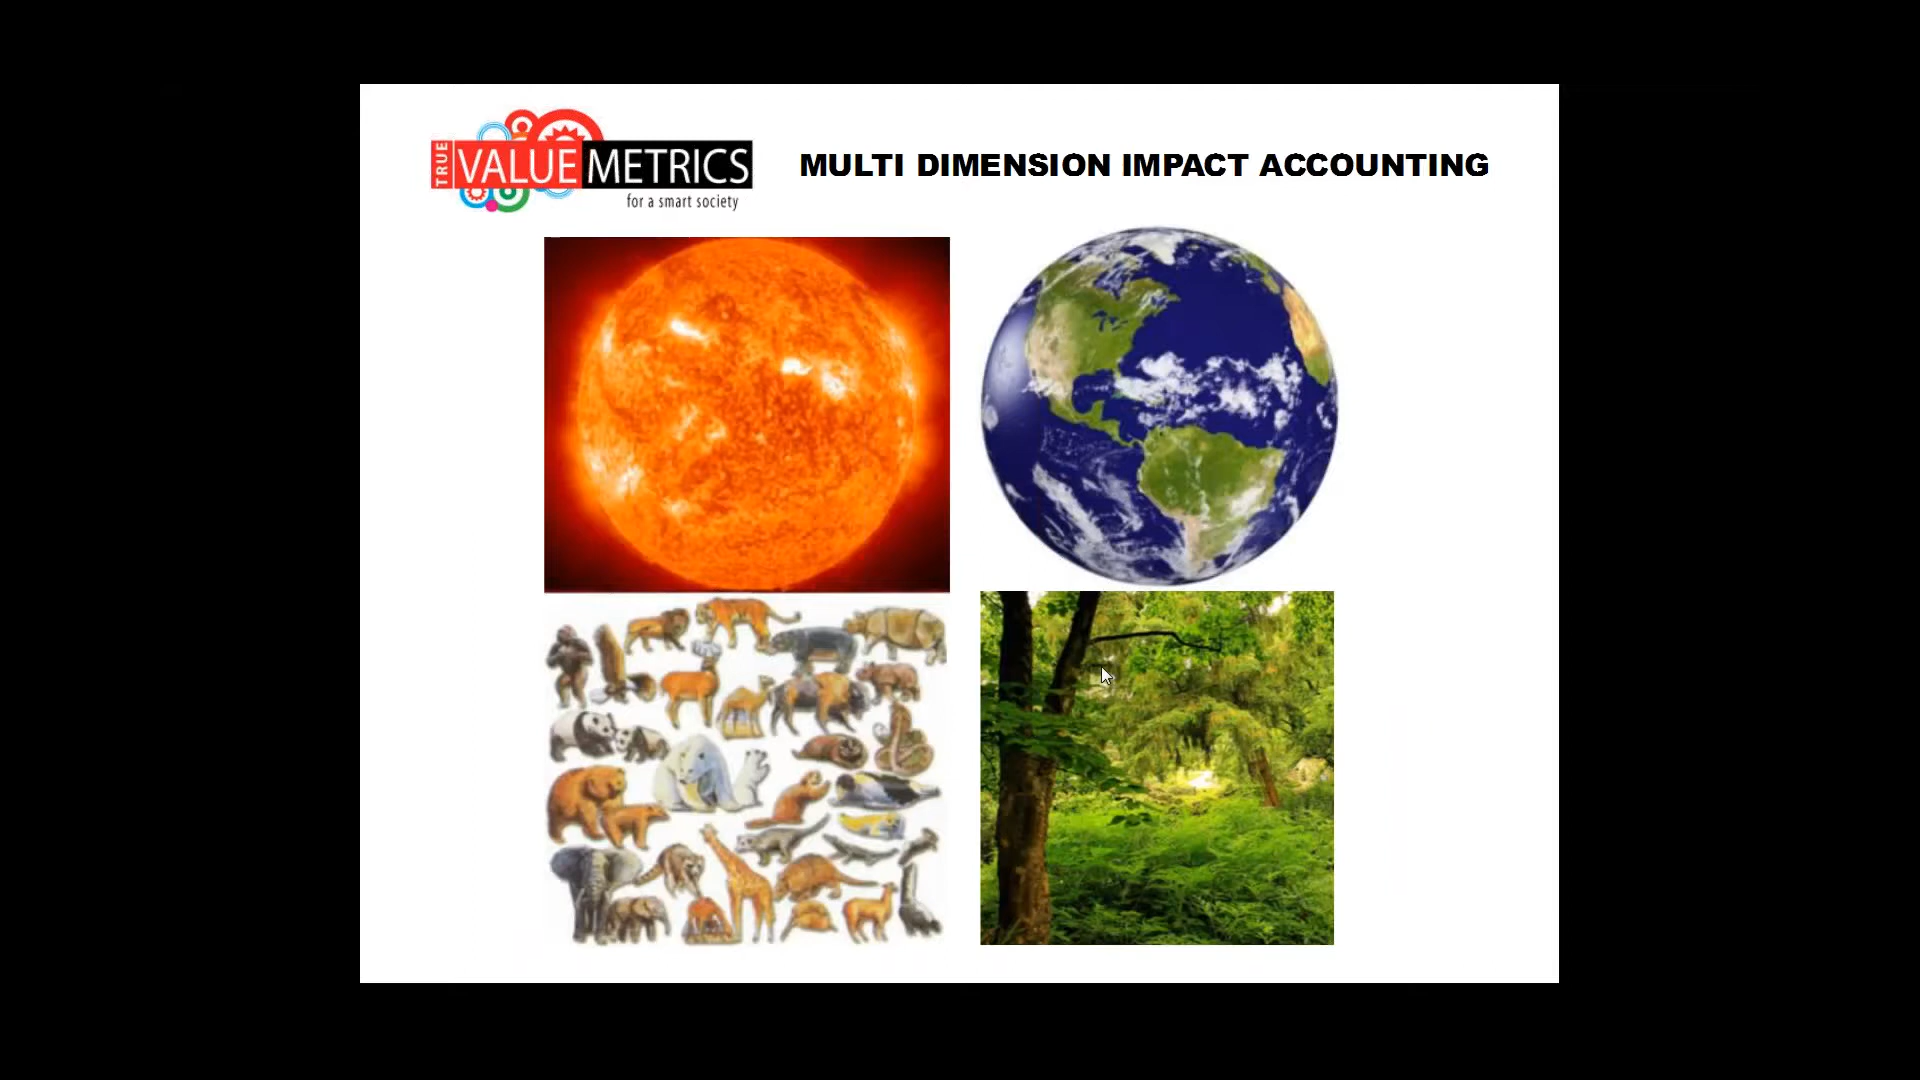 TRUE VALUE METRICS
for a smart society
MULTI DIMENSION IMPACT ACCOUNTING